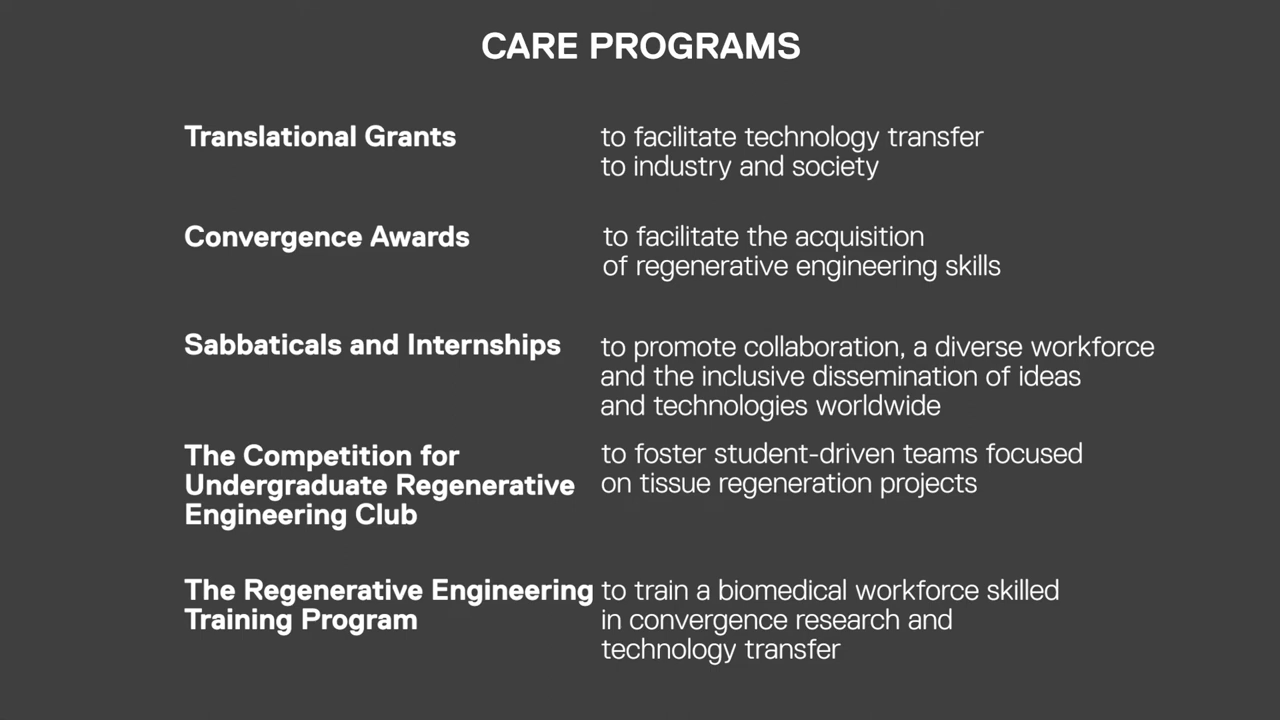 CARE PROGRAMS
Translational Grants
to facilitate technology transfer
to industry and society
Convergence Awards
to facilitate the acquisition
of regenerative engineering skills
Sabbaticals and Internships
to promote collaboration, a diverse workforce
and the inclusive dissemination of ideas
and technologies worldwide
The Competition for
Undergraduate Regenerative
Engineering Club
to foster student-driven teams focused
on tissue regeneration projects
The Regenerative Engineering
Training Program
to train a biomedical workforce skilled
in convergence research and
technology transfer